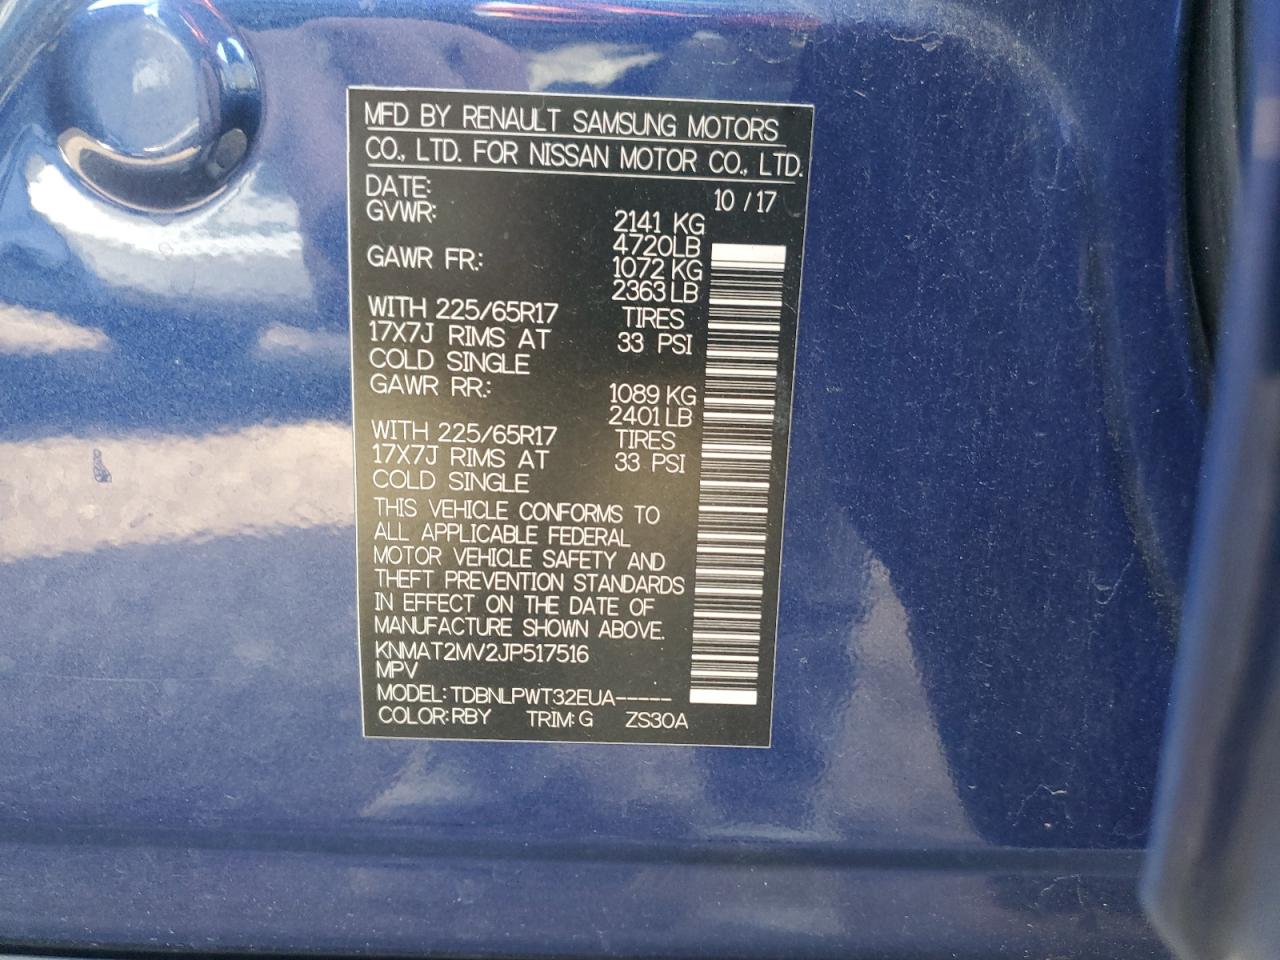 MFD BY RENAULT SAMSUNG MOTORS
CO., LTD. FOR NISSAN MOTOR CO., LTD.
DATE: 10 / 17
GVWR: 2141 KG
4720LB
GAWR FR.: 1072 KG
2363 LB
WITH 225/65R17 TIRES
17X7J RIMS AT 33 PSI
COLD SINGLE
GAWR RR.: 1089 KG
2401 LB
WITH 225/65R17 TIRES
17X7J RIMS AT 33 PSI
COLD SINGLE
THIS VEHICLE CONFORMS TO
ALL APPLICABLE FEDERAL
MOTOR VEHICLE SAFETY AND
THEFT PREVENTION STANDARDS
IN EFFECT ON THE DATE OF
MANUFACTURE SHOWN ABOVE.
KNMAT2MV2JP517516
MPV
MODEL:TDBNLPWT32EUA-----
COLOR:RBY TRIM:G ZS30A